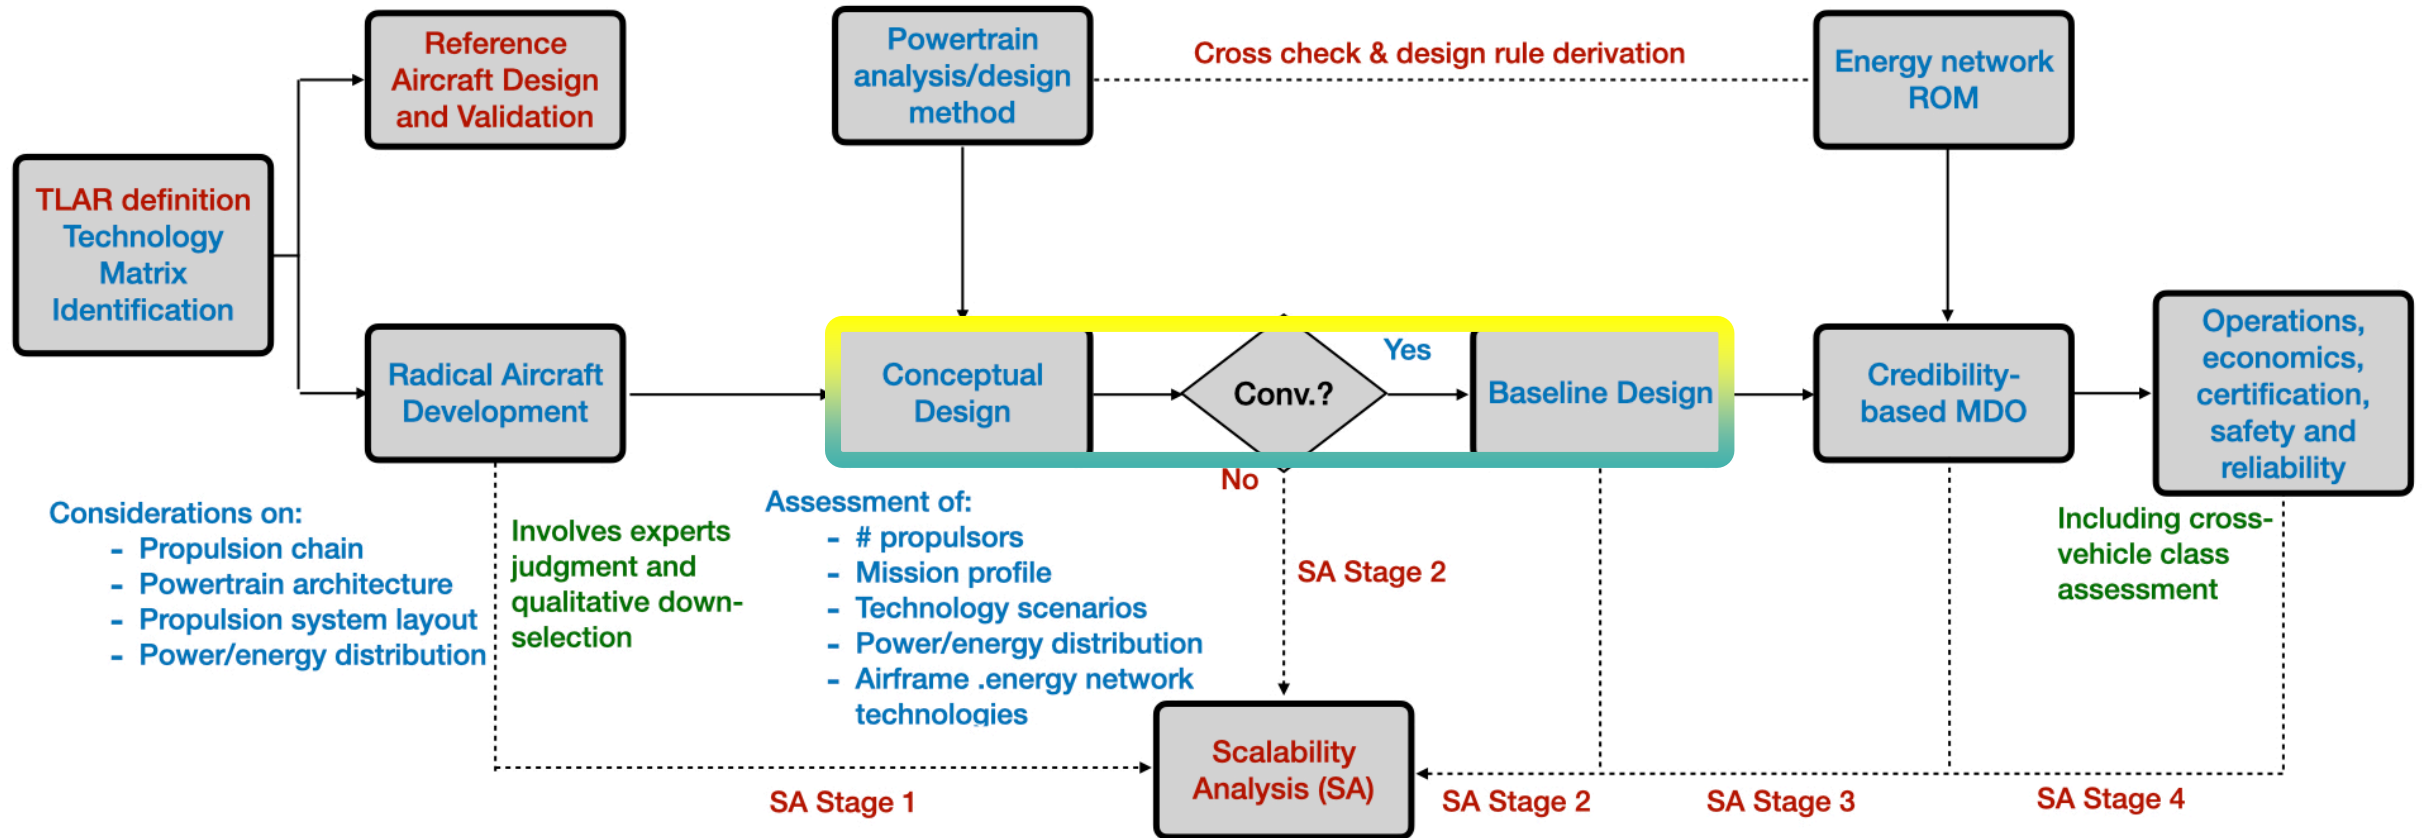 Reference
Aircraft Design
and Validation
Powertrain
analysis/design
method
Cross check & design rule derivation
Energy network
ROM
TLAR definition
Technology
Matrix
Identification
Radical Aircraft
Development
Conceptual
Design
Conv.?
Yes
Baseline Design
Credibility-
based MDO
Operations,
economics,
certification,
safety and
reliability
No
Considerations on:
- Propulsion chain
- Powertrain architecture
- Propulsion system layout
- Power/energy distribution
Involves experts
judgment and
qualitative down-
selection
Assessment of:
- # propulsors
- Mission profile
- Technology scenarios
- Power/energy distribution
- Airframe .energy network
technologies
SA Stage 2
Including cross-
vehicle class
assessment
Scalability
Analysis (SA)
SA Stage 1
SA Stage 2
SA Stage 3
SA Stage 4